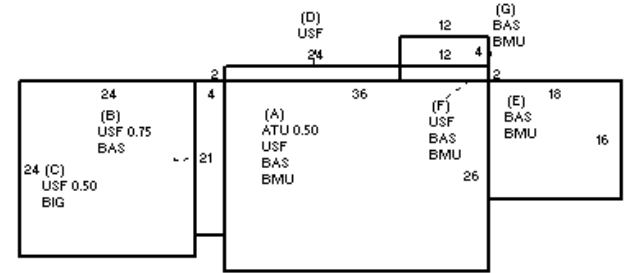 (D)
USF
24
(G)
BAS
BMU
12
12
4
2
2
24
4
36
18
(B)
USF 0.75
BAS
(A)
ATU 0.50
USF
BAS
BMU
(F)
USF
BAS
BMU
(E)
BAS
BMU
16
21
24 (C)
USF 0.50
BIG
26